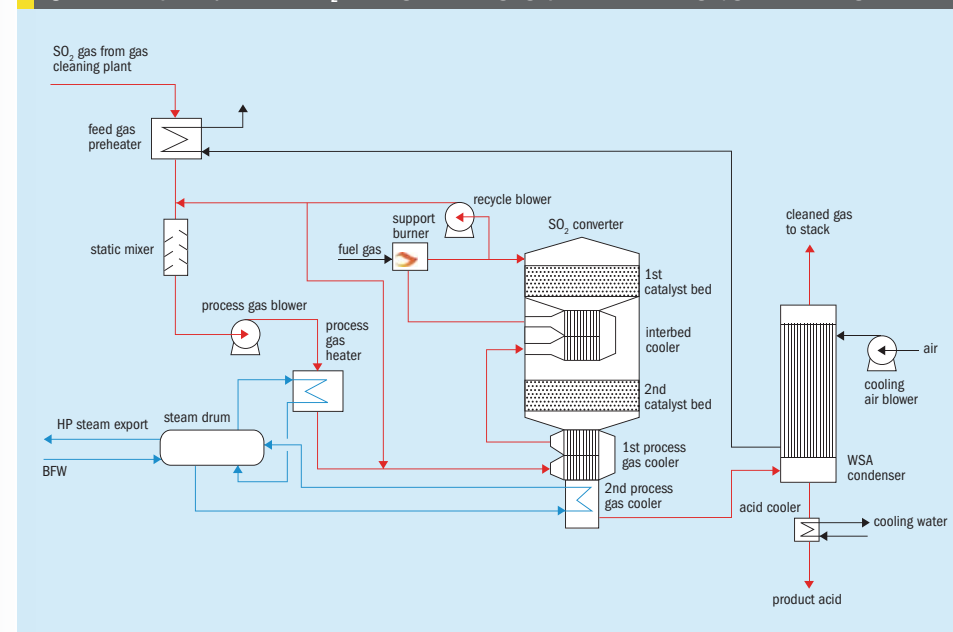 SO2 gas from gas
cleaning plant
feed gas
preheater
recycle blower
support
burner
SO2 converter
cleaned gas
to stack
static mixer
fuel gas
1st
catalyst bed
process gas blower
process
gas
heater
interbed
cooler
air
cooling
air blower
2nd
catalyst bed
steam drum
HP steam export
BFW
1st process
gas cooler
WSA
condenser
2nd process
gas cooler
acid cooler
cooling water
product acid